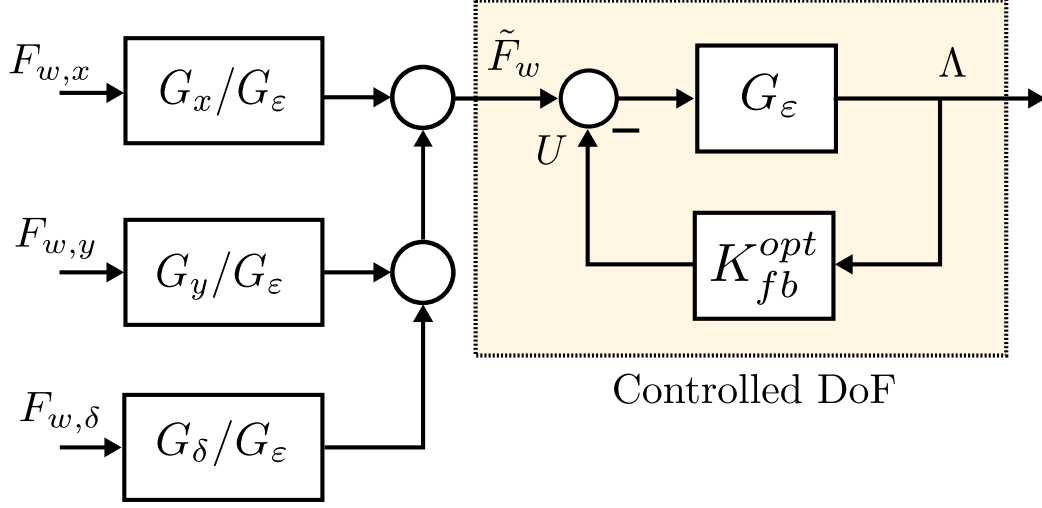 F_{w,x}
G_x/G_ε
F̃_w
G_ε
Λ
U
−
F_{w,y}
G_y/G_ε
K_{fb}^{opt}
Controlled DoF
F_{w,δ}
G_δ/G_ε